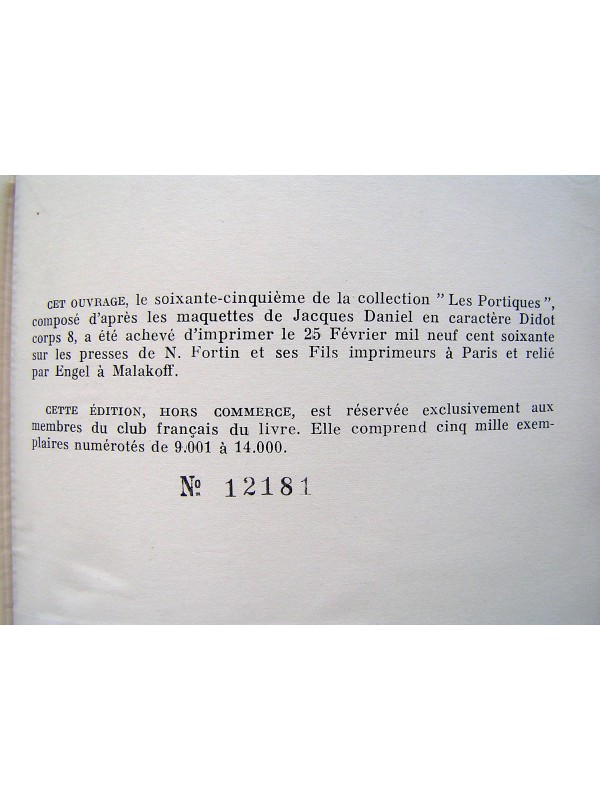 CET OUVRAGE, le soixante-cinquième de la collection " Les Portiques ",
composé d'après les maquettes de Jacques Daniel en caractère Didot
corps 8, a été achevé d'imprimer le 25 Février mil neuf cent soixante
sur les presses de N. Fortin et ses Fils imprimeurs à Paris et relié
par Engel à Malakoff.
CETTE ÉDITION, HORS COMMERCE, est réservée exclusivement aux
membres du club français du livre. Elle comprend cinq mille exem-
plaires numérotés de 9.001 à 14.000.
Nº 12181